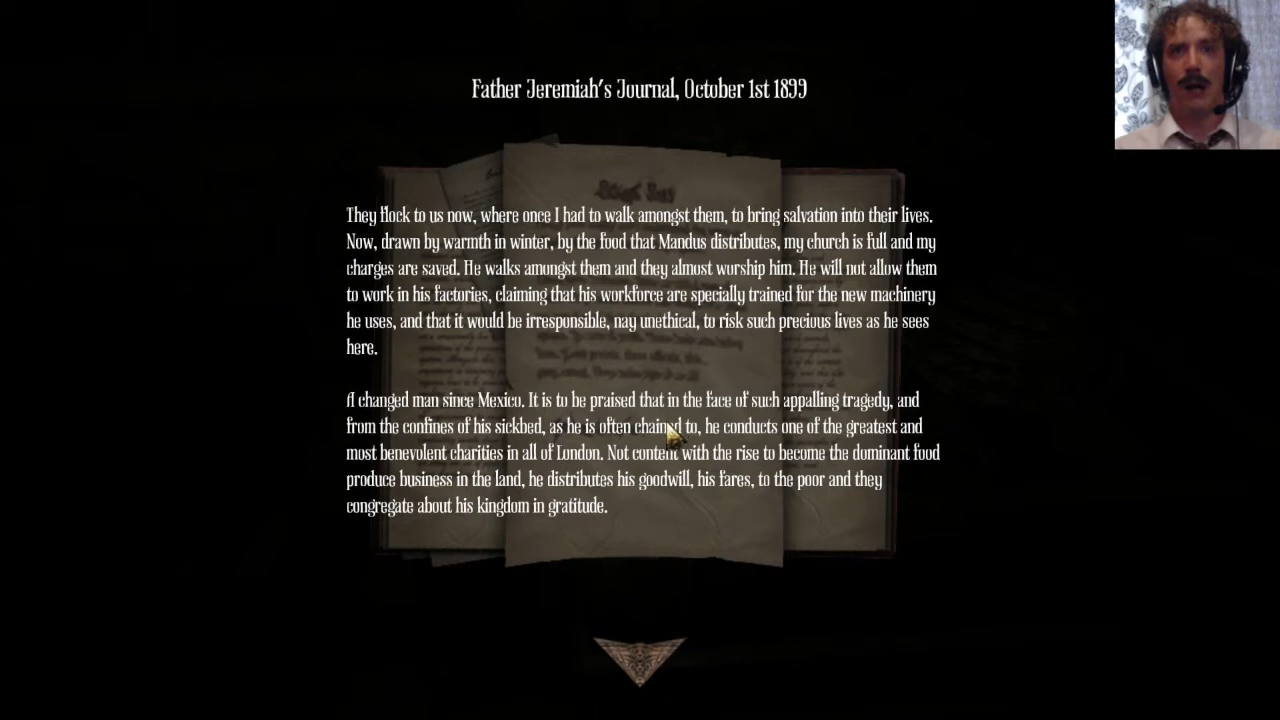 Father Jeremiah's Journal, October 1st 1899
They flock to us now, where once I had to walk amongst them, to bring salvation into their lives.
Now, drawn by warmth in winter, by the food that Mandus distributes, my church is full and my
charges are saved. He walks amongst them and they almost worship him. He will not allow them
to work in his factories, claiming that his workforce are specially trained for the new machinery
he uses, and that it would be irresponsible, nay unethical, to risk such precious lives as he sees
here.
A changed man since Mexico. It is to be praised that in the face of such appalling tragedy, and
from the confines of his sickbed, as he is often chained to, he conducts one of the greatest and
most benevolent charities in all of London. Not content with the rise to become the dominant food
produce business in the land, he distributes his goodwill, his fares, to the poor and they
congregate about his kingdom in gratitude.